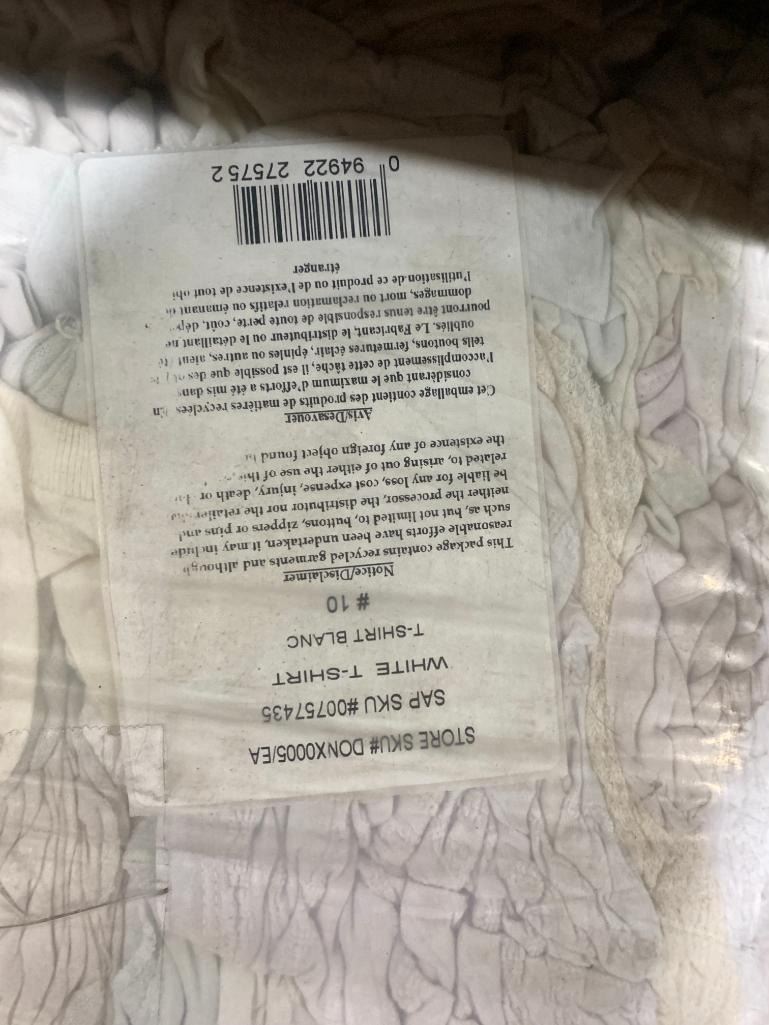 STORE SKU# DONX0005/EA
SAP SKU #00757435
WHITE T-SHIRT
T-SHIRT BLANC
# 10
Notice/Disclaimer
This package contains recycled garments and although
reasonable efforts have been undertaken, it may include
such as, but not limited to, buttons, zippers or pins and
neither the processor, the distributor nor the retailer
be liable for any loss, cost expense, injury, death or
related to, arising out of either the use of this
the existence of any foreign object found
Avis/Desavouer
Cet emballage contient des produits de matières recyclées
considérant que le maximum d'efforts a été mis dans
l'accomplissement de cette tâche, il est possible que des
tells boutons, fermetures éclair, épinles ou autres, aient
oubliés. Le Fabricant, le distributeur ou le détaillant ne
pourront être tenus responsible de toute perte, coût,
dommages, mort ou reclamation relatifs ou émanant
l'utilisation de ce produit ou de l'existence de tout
étranger
0 94922 27575 2